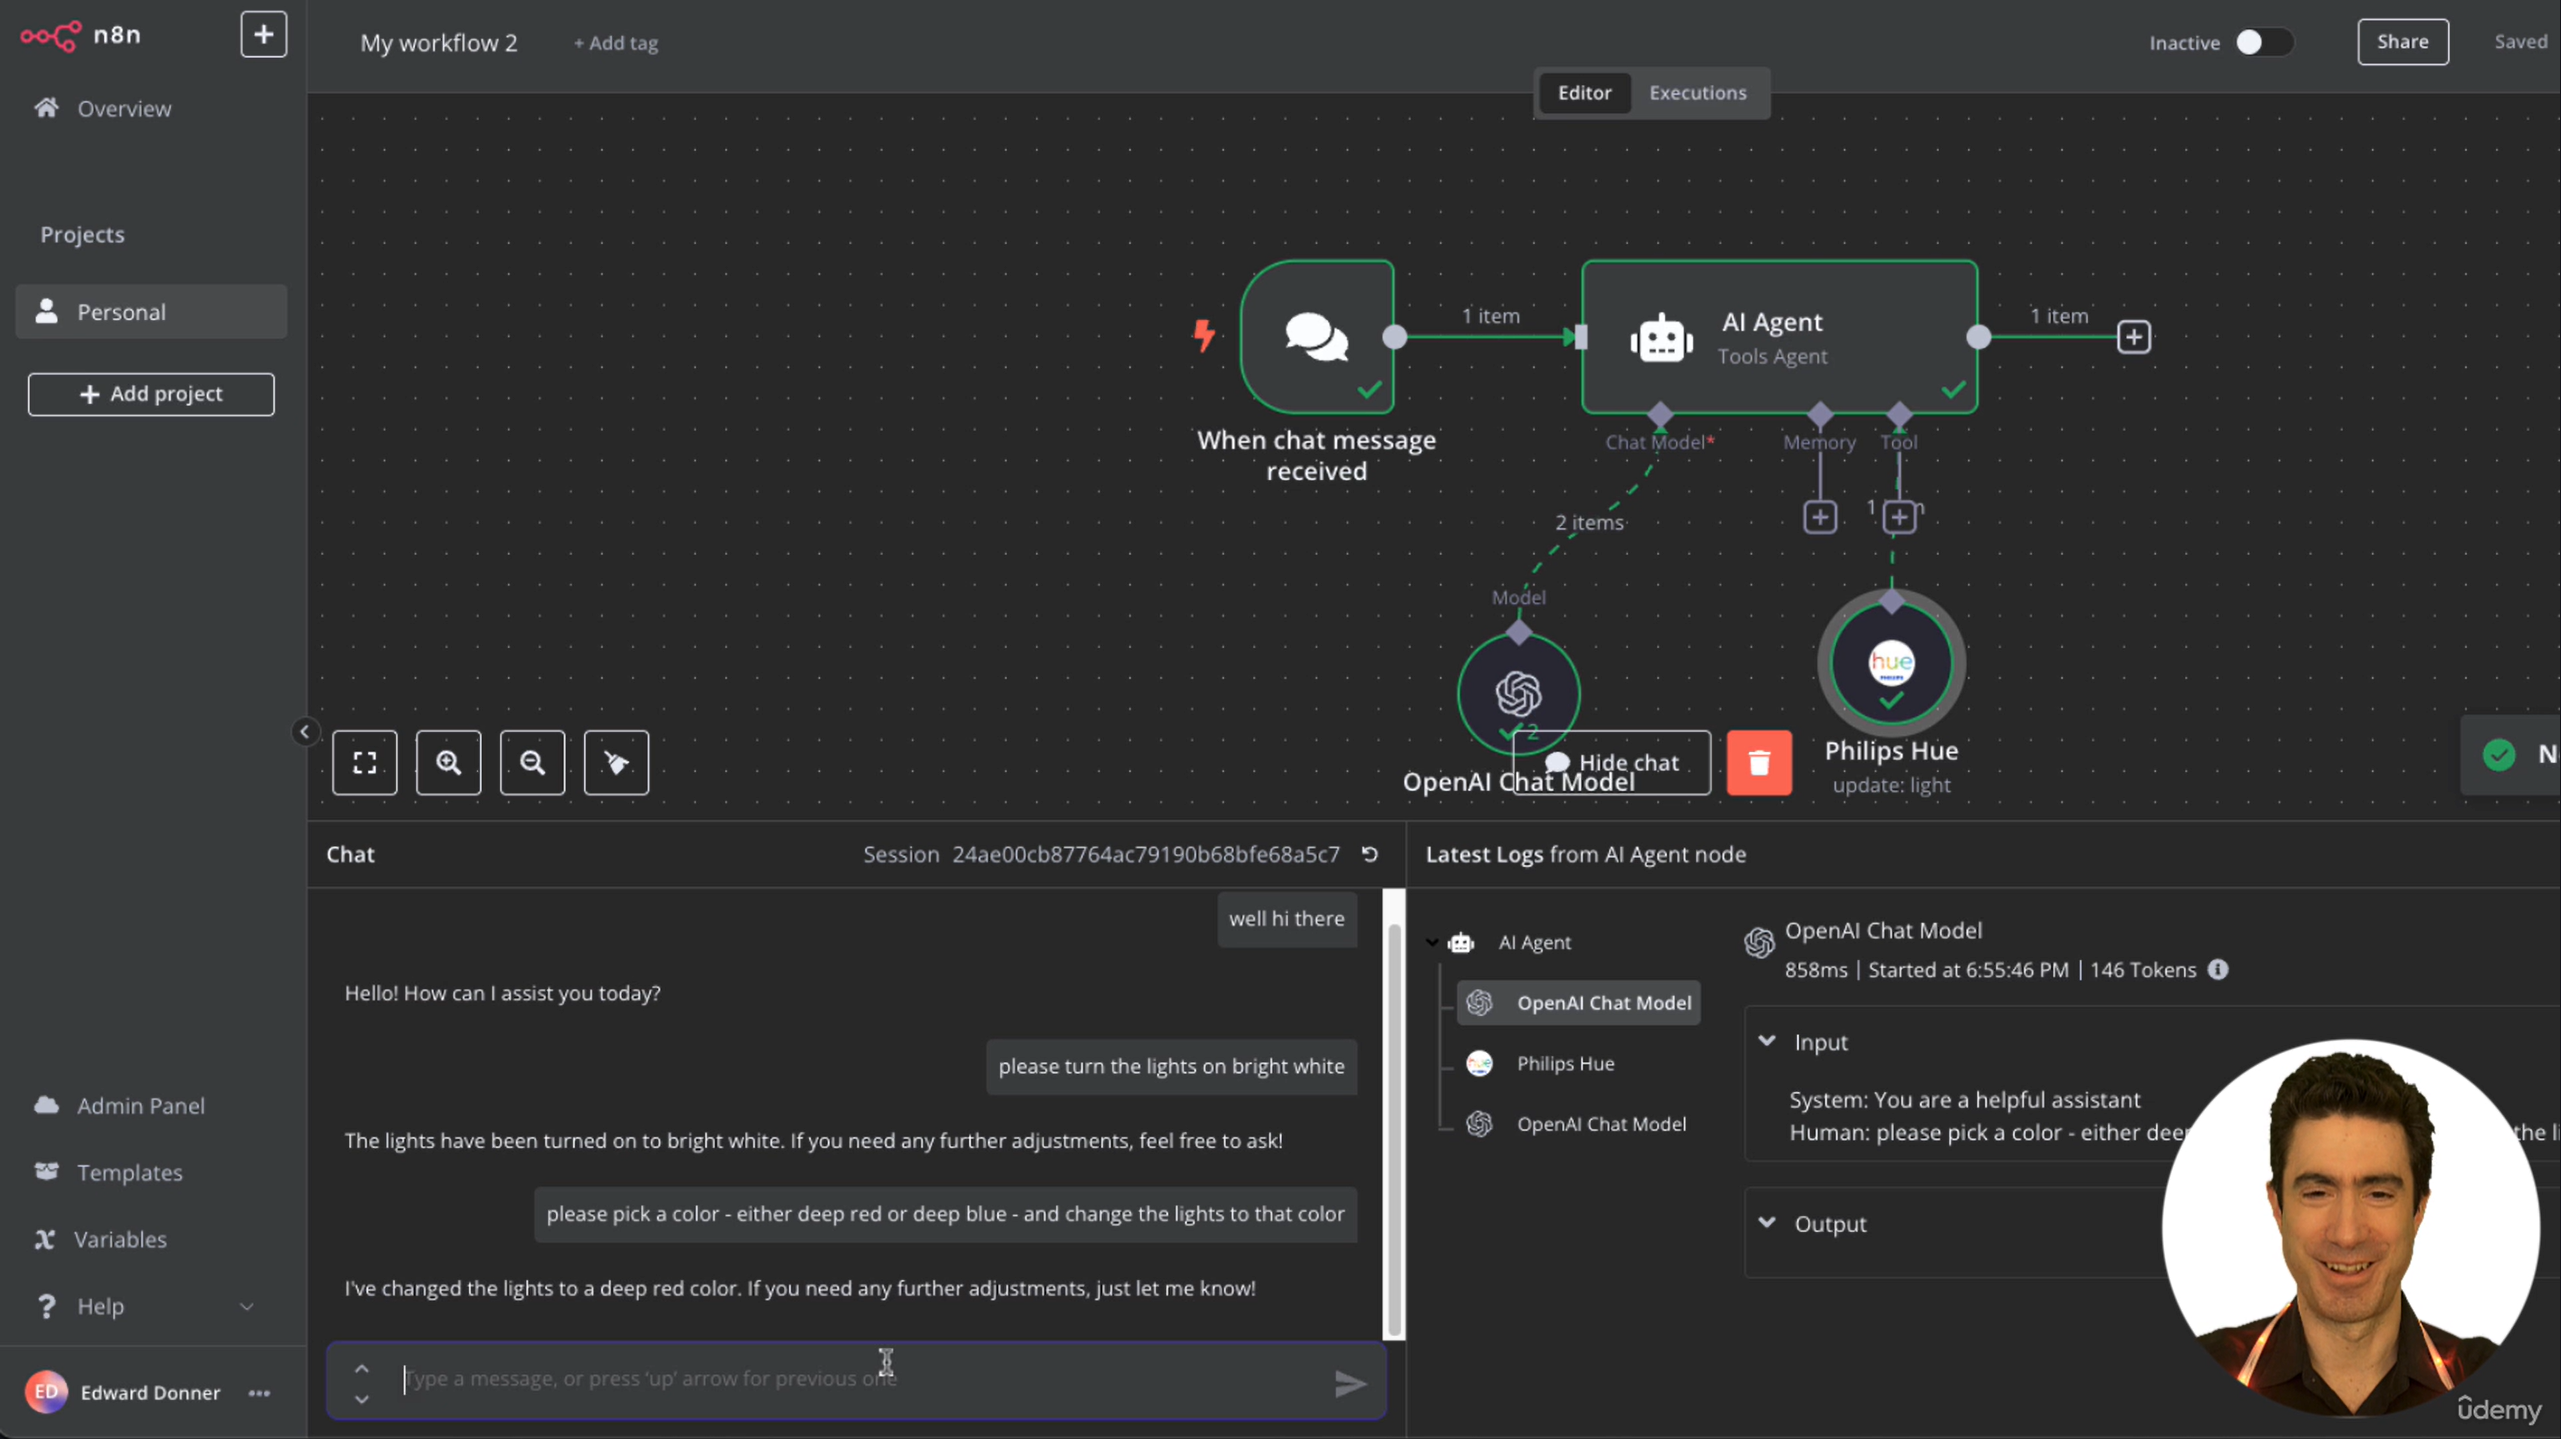 n8n
My workflow 2
+ Add tag
Inactive
Share
Saved
Editor
Executions
Overview
Projects
Personal
+ Add project
1 item
AI Agent
Tools Agent
1 item
When chat message
received
Chat Model*
Memory
Tool
2 items
Model
2
Hide chat
OpenAI Chat Model
hue
Philips Hue
update: light
Chat
Session 24ae00cb87764ac79190b68bfe68a5c7
Latest Logs from AI Agent node
well hi there
Hello! How can I assist you today?
please turn the lights on bright white
The lights have been turned on to bright white. If you need any further adjustments, feel free to ask!
please pick a color - either deep red or deep blue - and change the lights to that color
I've changed the lights to a deep red color. If you need any further adjustments, just let me know!
Type a message, or press 'up' arrow for previous one
AI Agent
OpenAI Chat Model
Philips Hue
OpenAI Chat Model
OpenAI Chat Model
858ms | Started at 6:55:46 PM | 146 Tokens
Input
System: You are a helpful assistant
Human: please pick a color - either deep the li
Output
Admin Panel
Templates
Variables
Help
ED
Edward Donner
udemy